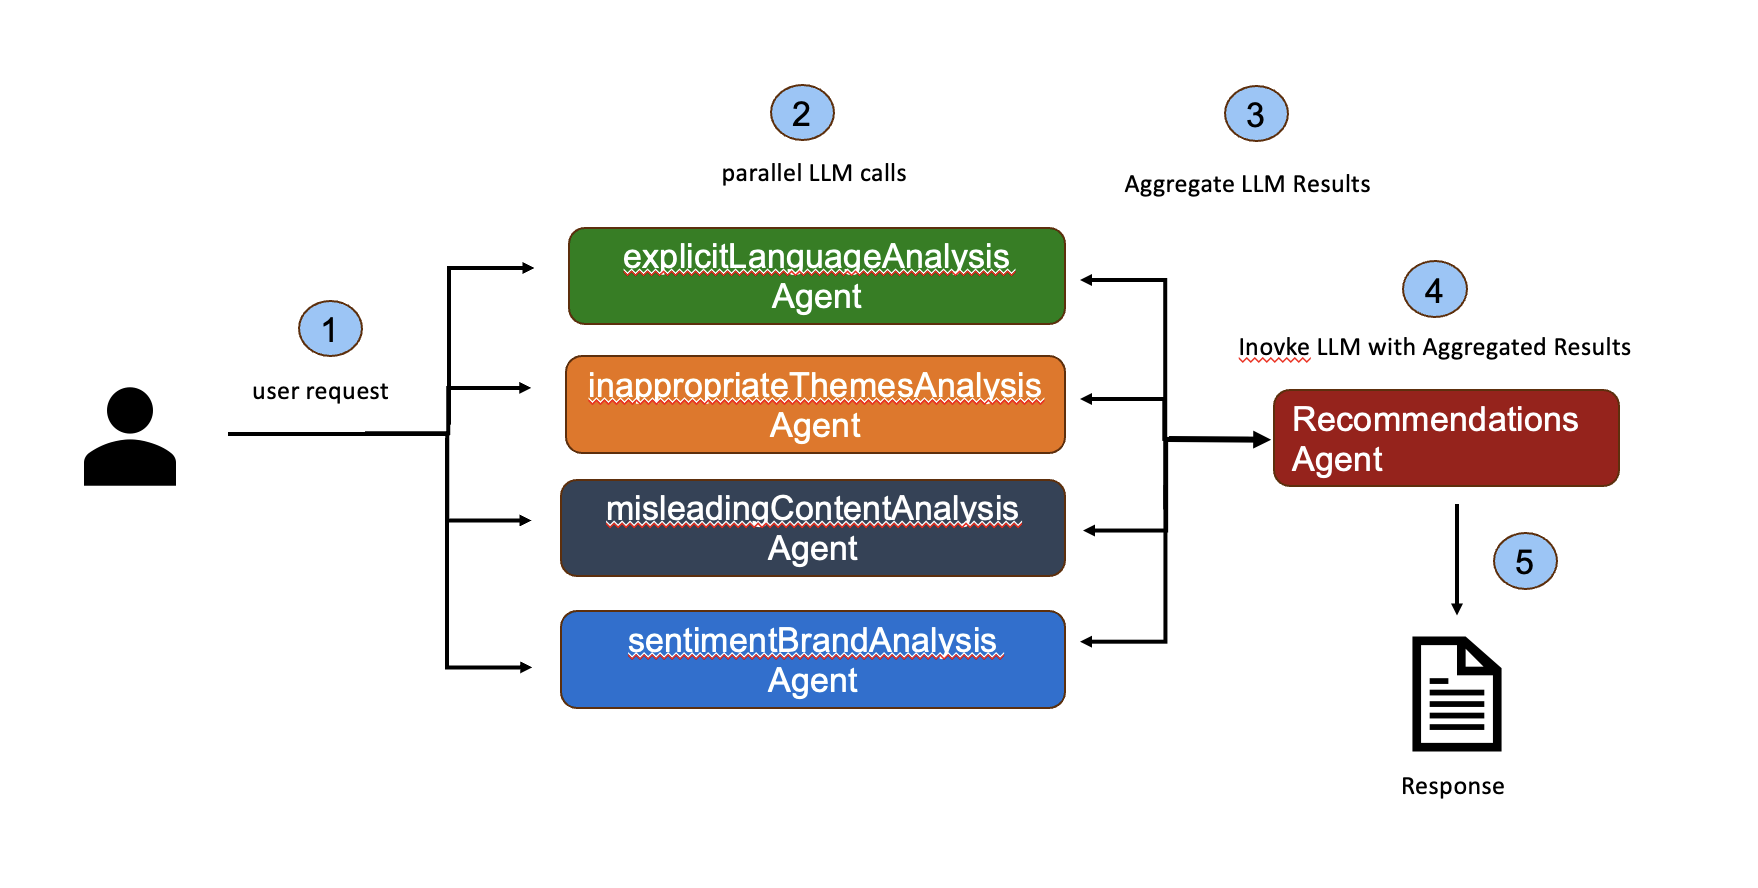 1
user request
2
parallel LLM calls
explicitLanguageAnalysis
Agent
inappropriateThemesAnalysis
Agent
misleadingContentAnalysis
Agent
sentimentBrandAnalysis
Agent
3
Aggregate LLM Results
4
Inovke LLM with Aggregated Results
Recommendations
Agent
5
Response